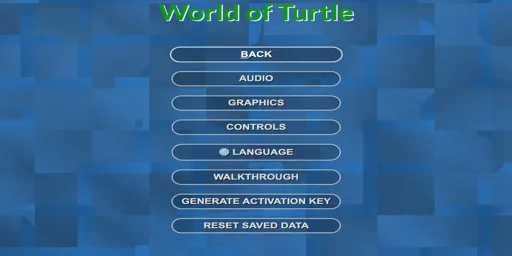 World of Turtle
BACK
AUDIO
GRAPHICS
CONTROLS
LANGUAGE
WALKTHROUGH
GENERATE ACTIVATION KEY
RESET SAVED DATA